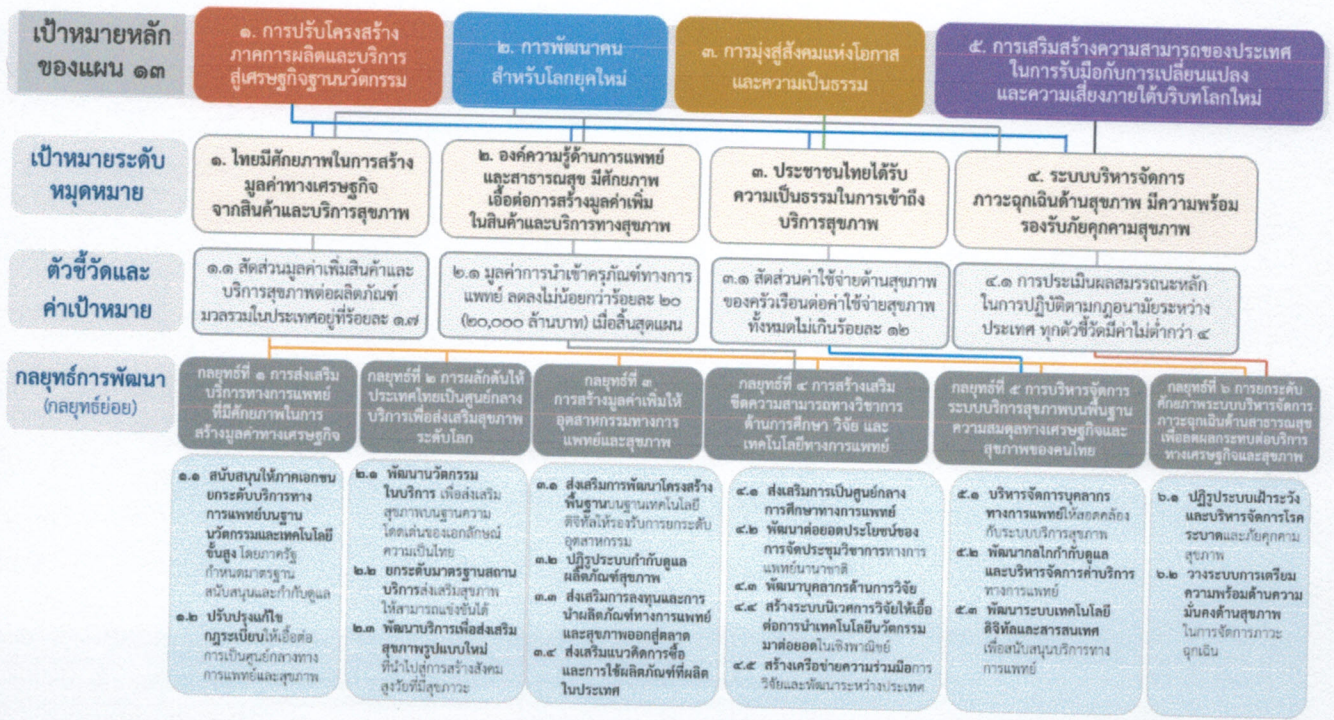 เป้าหมายหลัก
ของแผน ๑๓
๑. การปรับโครงสร้าง
ภาคการผลิตและบริการ
สู่เศรษฐกิจฐานนวัตกรรม
๒. การพัฒนาคน
สำหรับโลกยุคใหม่
๓. การมุ่งสู่สังคมแห่งโอกาส
และความเป็นธรรม
๕. การเสริมสร้างความสามารถของประเทศ
ในการรับมือกับการเปลี่ยนแปลง
และความเสี่ยงภายใต้บริบทโลกใหม่
เป้าหมายระดับ
หมุดหมาย
๑. ไทยมีศักยภาพในการสร้าง
มูลค่าทางเศรษฐกิจ
จากสินค้าและบริการสุขภาพ
๒. องค์ความรู้ด้านการแพทย์
และสาธารณสุข มีศักยภาพ
เอื้อต่อการสร้างมูลค่าเพิ่ม
ในสินค้าและบริการทางสุขภาพ
๓. ประชาชนไทยได้รับ
ความเป็นธรรมในการเข้าถึง
บริการสุขภาพ
๔. ระบบบริหารจัดการ
ภาวะฉุกเฉินด้านสุขภาพ มีความพร้อม
รองรับภัยคุกคามสุขภาพ
ตัวชี้วัดและ
ค่าเป้าหมาย
๑.๑ สัดส่วนมูลค่าเพิ่มสินค้าและ
บริการสุขภาพต่อผลิตภัณฑ์
มวลรวมในประเทศอยู่ที่ร้อยละ ๑.๗
๒.๑ มูลค่าการนำเข้าครุภัณฑ์ทางการ
แพทย์ ลดลงไม่น้อยกว่าร้อยละ ๒๐
(๒๐,๐๐๐ ล้านบาท) เมื่อสิ้นสุดแผน
๓.๑ สัดส่วนค่าใช้จ่ายด้านสุขภาพ
ของครัวเรือนต่อค่าใช้จ่ายสุขภาพ
ทั้งหมดไม่เกินร้อยละ ๑๒
๔.๑ การประเมินผลสมรรถนะหลัก
ในการปฏิบัติตามกฎอนามัยระหว่าง
ประเทศ ทุกตัวชี้วัดมีค่าไม่ต่ำกว่า ๔
กลยุทธ์การพัฒนา
(กลยุทธ์ย่อย)
กลยุทธ์ที่ ๑ การส่งเสริม
บริการทางการแพทย์
ที่มีศักยภาพในการ
สร้างมูลค่าทางเศรษฐกิจ
กลยุทธ์ที่ ๒ การผลักดันให้
ประเทศไทยเป็นศูนย์กลาง
บริการเพื่อส่งเสริมสุขภาพ
ระดับโลก
กลยุทธ์ที่ ๓
การสร้างมูลค่าเพิ่มให้
อุตสาหกรรมทางการ
แพทย์และสุขภาพ
กลยุทธ์ที่ ๔ การสร้างเสริม
ขีดความสามารถทางวิชาการ
ด้านการศึกษา วิจัย และ
เทคโนโลยีทางการแพทย์
กลยุทธ์ที่ ๕ การบริหารจัดการ
ระบบบริการสุขภาพบนพื้นฐาน
ความสมดุลทางเศรษฐกิจและ
สุขภาพของคนไทย
กลยุทธ์ที่ ๖ การยกระดับ
ศักยภาพระบบบริหารจัดการ
ภาวะฉุกเฉินด้านสาธารณสุข
เพื่อลดผลกระทบต่อบริการ
ทางเศรษฐกิจและสุขภาพ
๑.๑ สนับสนุนให้ภาคเอกชน
ยกระดับบริการทาง
การแพทย์บนฐาน
นวัตกรรมและเทคโนโลยี
ขั้นสูง โดยภาครัฐ
กำหนดมาตรฐาน
สนับสนุนและกำกับดูแล
๑.๒ ปรับปรุงแก้ไข
กฎระเบียบให้เอื้อต่อ
การเป็นศูนย์กลางทาง
การแพทย์และสุขภาพ
๒.๑ พัฒนานวัตกรรม
ในบริการ เพื่อส่งเสริม
สุขภาพบนฐานความ
โดดเด่นของเอกลักษณ์
ความเป็นไทย
๒.๒ ยกระดับมาตรฐานสถาน
บริการส่งเสริมสุขภาพ
ให้สามารถแข่งขันได้
๒.๓ พัฒนาบริการเพื่อส่งเสริม
สุขภาพรูปแบบใหม่
ที่นำไปสู่การสร้างสังคม
สูงวัยที่มีสุขภาวะ
๓.๑ ส่งเสริมการพัฒนาโครงสร้าง
พื้นฐานบนฐานเทคโนโลยี
ดิจิทัลให้รองรับการยกระดับ
อุตสาหกรรม
๓.๒ ปฏิรูประบบกำกับดูแล
ผลิตภัณฑ์สุขภาพ
๓.๓ ส่งเสริมการลงทุนและการ
นำผลิตภัณฑ์ทางการแพทย์
และสุขภาพออกสู่ตลาด
๓.๔ ส่งเสริมแนวคิดการซื้อ
และการใช้ผลิตภัณฑ์ที่ผลิต
ในประเทศ
๔.๑ ส่งเสริมการเป็นศูนย์กลาง
การศึกษาทางการแพทย์
๔.๒ พัฒนาต่อยอดประโยชน์ของ
การจัดประชุมวิชาการทางการ
แพทย์นานาชาติ
๔.๓ พัฒนาบุคลากรด้านการวิจัย
๔.๔ สร้างระบบนิเวศการวิจัยให้เอื้อ
ต่อการนำเทคโนโลยีนวัตกรรม
มาต่อยอดในเชิงพาณิชย์
๔.๕ สร้างเครือข่ายความร่วมมือการ
วิจัยและพัฒนาระหว่างประเทศ
๕.๑ บริหารจัดการบุคลากร
ทางการแพทย์ให้สอดคล้อง
กับระบบบริการสุขภาพ
๕.๒ พัฒนากลไกกำกับดูแล
และบริหารจัดการค่าบริการ
ทางการแพทย์
๕.๓ พัฒนาระบบเทคโนโลยี
ดิจิทัลและสารสนเทศ
เพื่อสนับสนุนบริการทาง
การแพทย์
๖.๑ ปฏิรูประบบเฝ้าระวัง
และบริหารจัดการโรค
ระบาดและภัยคุกคาม
สุขภาพ
๖.๒ วางระบบการเตรียม
ความพร้อมด้านความ
มั่นคงด้านสุขภาพ
ในการจัดการภาวะ
ฉุกเฉิน